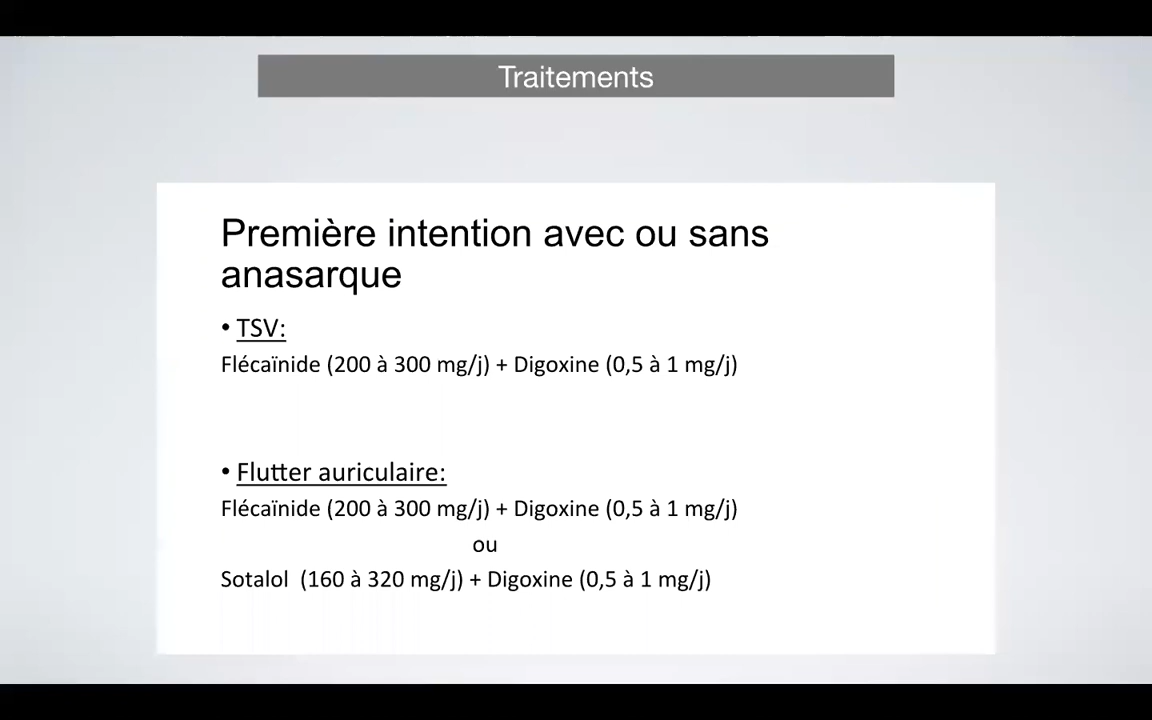 Traitements
Première intention avec ou sans
anasarque
• TSV:
Flécaïnide (200 à 300 mg/j) + Digoxine (0,5 à 1 mg/j)
• Flutter auriculaire:
Flécaïnide (200 à 300 mg/j) + Digoxine (0,5 à 1 mg/j)
ou
Sotalol (160 à 320 mg/j) + Digoxine (0,5 à 1 mg/j)